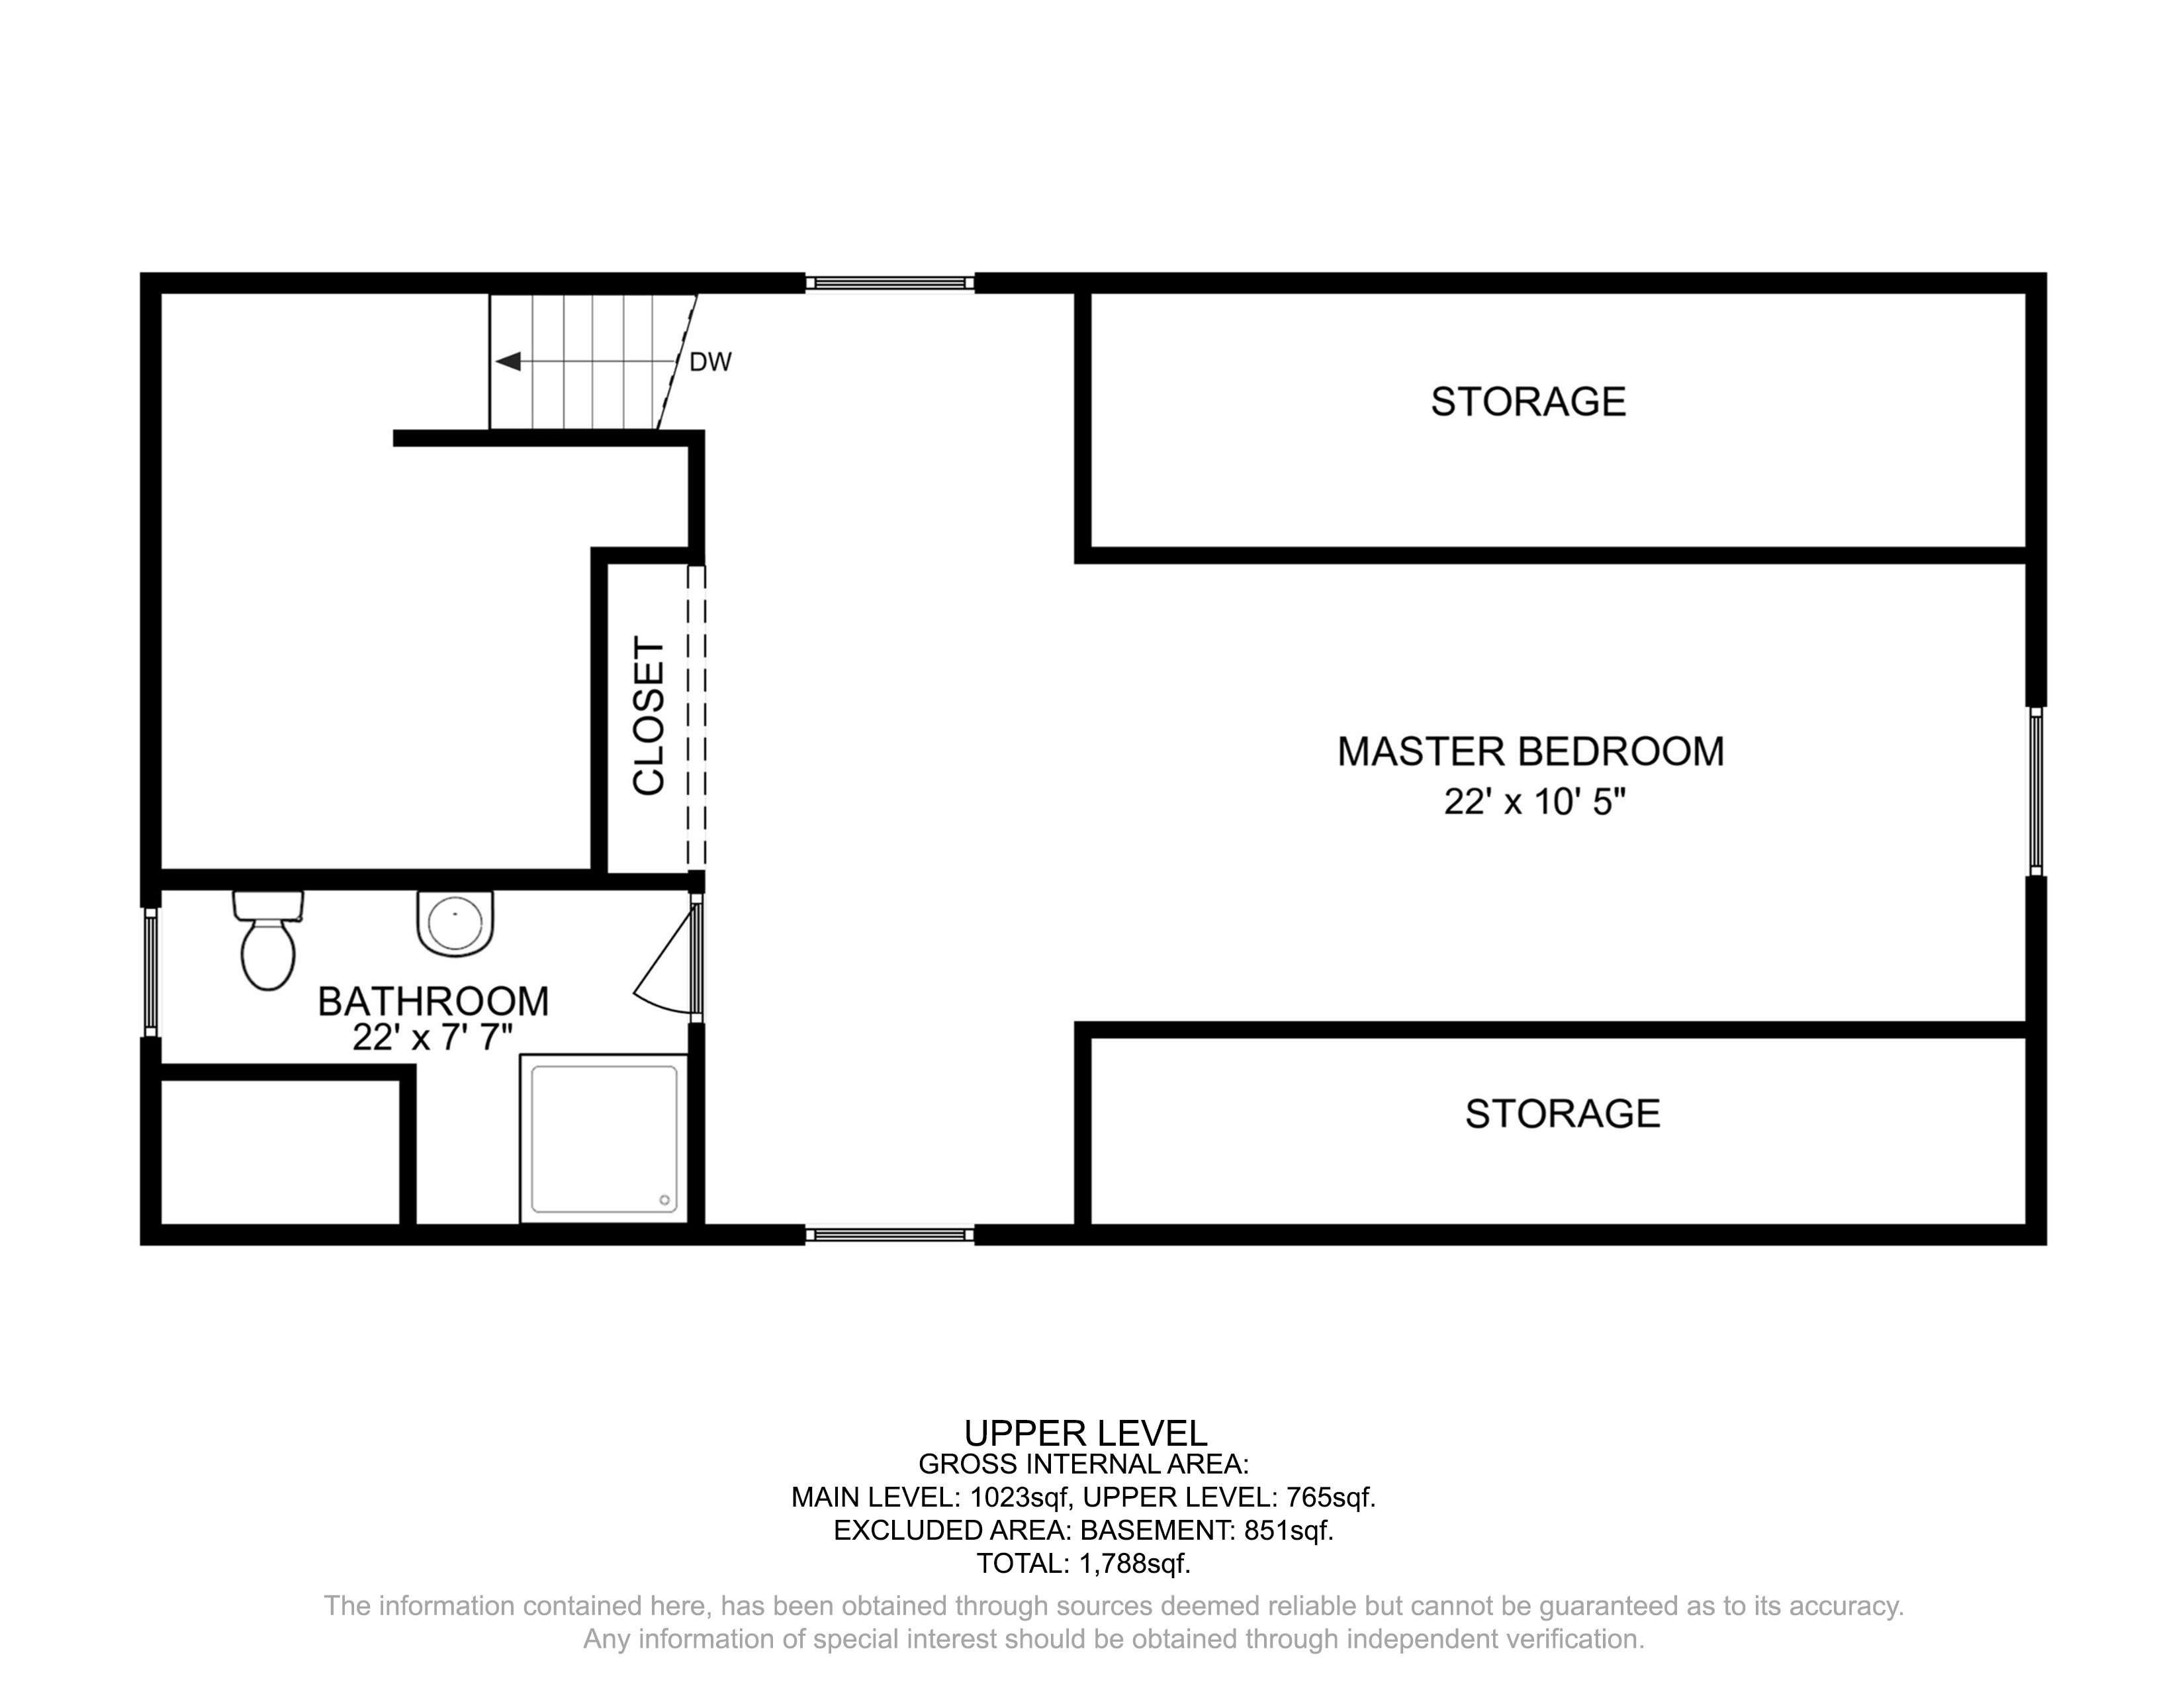 DW
STORAGE
CLOSET
MASTER BEDROOM
22' x 10' 5"
BATHROOM
22' x 7' 7"
STORAGE
UPPER LEVEL
GROSS INTERNAL AREA:
MAIN LEVEL: 1023sqf, UPPER LEVEL: 765sqf.
EXCLUDED AREA: BASEMENT: 851sqf.
TOTAL: 1,788sqf.
The information contained here, has been obtained through sources deemed reliable but cannot be guaranteed as to its accuracy.
Any information of special interest should be obtained through independent verification.